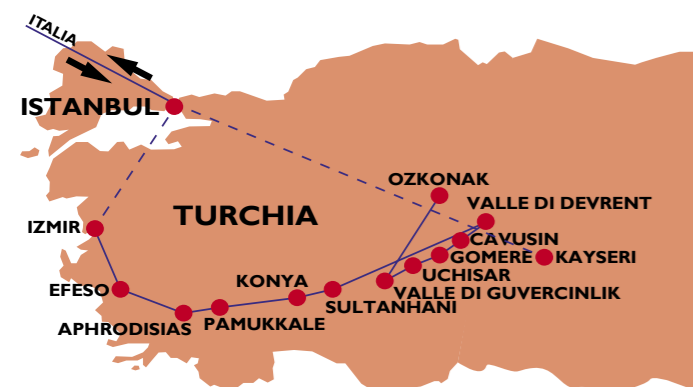 ITALIA
ISTANBUL
OZKONAK
VALLE DI DEVRENT
TURCHIA
IZMIR
CAVUSIN
GOMERE
KAYSERI
UCHISAR
KONYA
EFESO
VALLE DI GUVERCINLIK
SULTANHANI
PAMUKKALE
APHRODISIAS